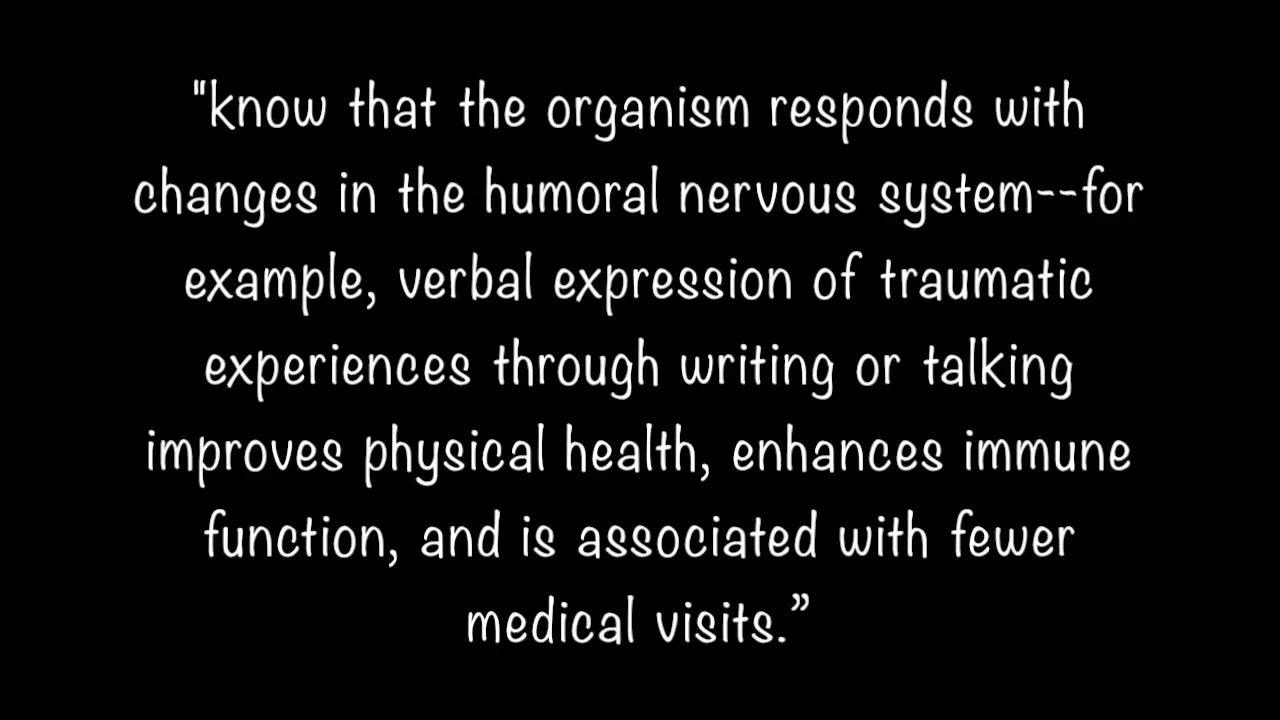 "know that the organism responds with
changes in the humoral nervous system--for
example, verbal expression of traumatic
experiences through writing or talking
improves physical health, enhances immune
function, and is associated with fewer
medical visits.”